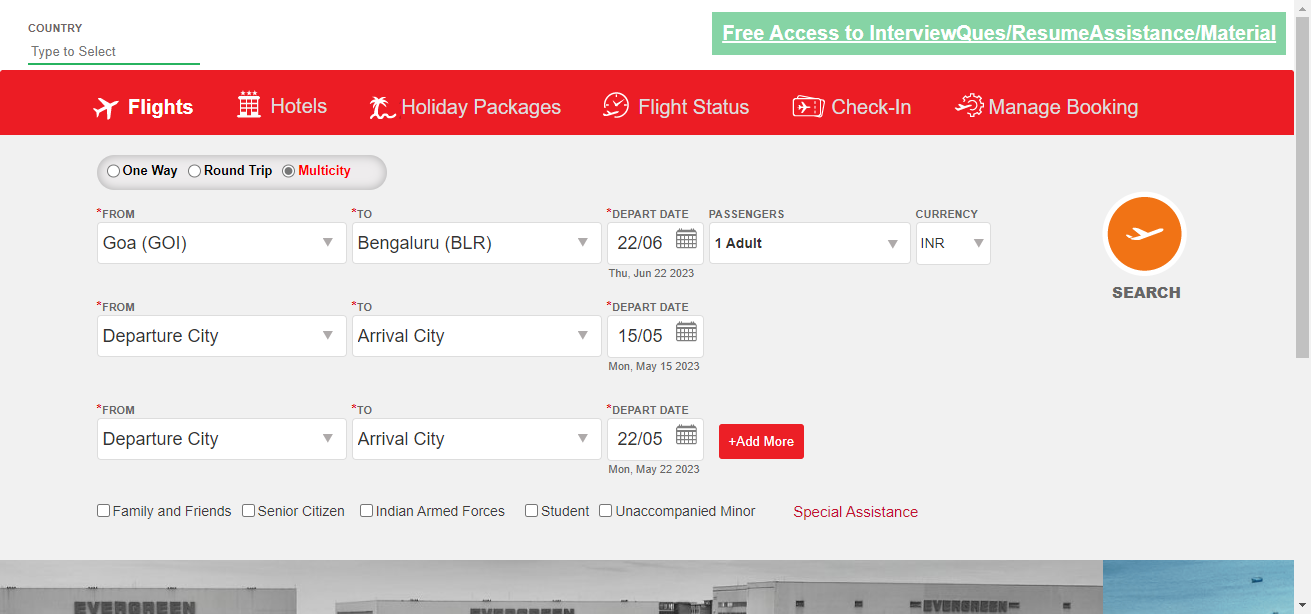 COUNTRY
Type to Select
Free Access to InterviewQues/ResumeAssistance/Material
Flights Hotels Holiday Packages Flight Status Check-In Manage Booking
One Way Round Trip Multicity
*FROM *TO *DEPART DATE PASSENGERS CURRENCY
Goa (GOI) Bengaluru (BLR) 22/06 1 Adult INR
Thu, Jun 22 2023
SEARCH
*FROM *TO *DEPART DATE
Departure City Arrival City 15/05
Mon, May 15 2023
*FROM *TO *DEPART DATE
Departure City Arrival City 22/05 +Add More
Mon, May 22 2023
Family and Friends Senior Citizen Indian Armed Forces Student Unaccompanied Minor Special Assistance
EVERGREEN EVERGREEN EVERGREEN